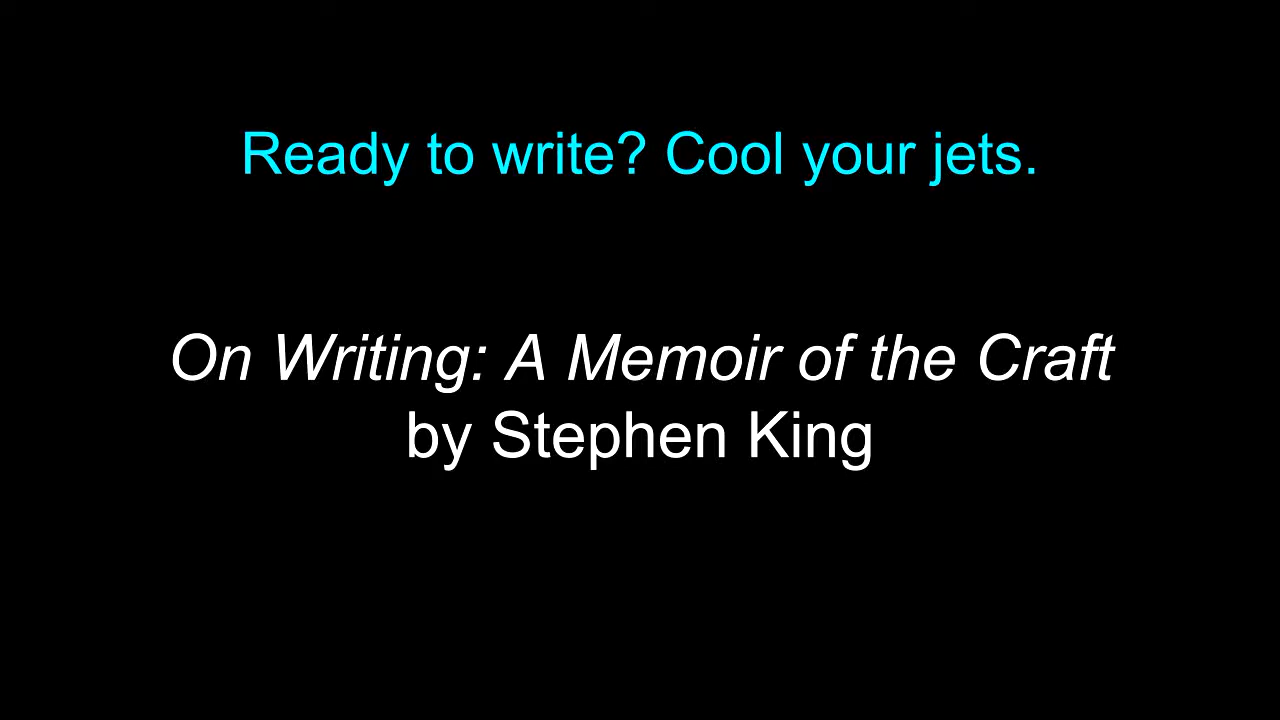 Ready to write? Cool your jets.
On Writing: A Memoir of the Craft
by Stephen King